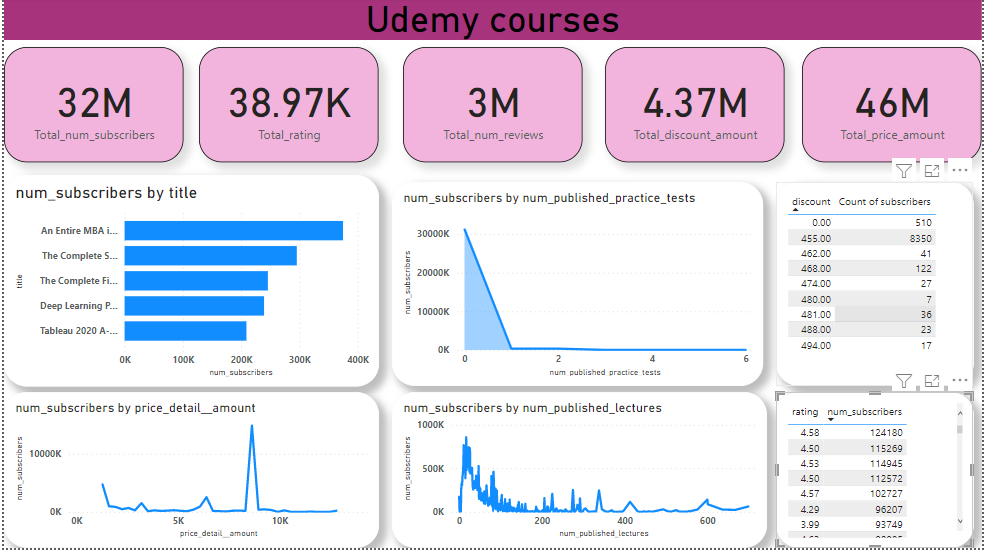 Udemy courses
32M
Total_num_subscribers
38.97K
Total_rating
3M
Total_num_reviews
4.37M
Total_discount_amount
46M
Total_price_amount
num_subscribers by title
title
An Entire MBA i...
The Complete S...
The Complete Fi...
Deep Learning P...
Tableau 2020 A-...
0K 100K 200K 300K 400K
num_subscribers
num_subscribers by num_published_practice_tests
num_subscribers
30000K
20000K
10000K
0K
0 2 4 6
num_published_practice_tests
discount Count of subscribers
0.00 510
455.00 8350
462.00 41
468.00 122
474.00 27
480.00 7
481.00 36
488.00 23
494.00 17
num_subscribers by price_detail__amount
num_subscribers
10000K
0K
0K 5K 10K
price_detail__amount
num_subscribers by num_published_lectures
num_subscribers
1000K
500K
0K
0 200 400 600
num_published_lectures
rating num_subscribers
4.58 124180
4.50 115269
4.53 114945
4.50 112572
4.57 102727
4.29 96207
3.99 93749